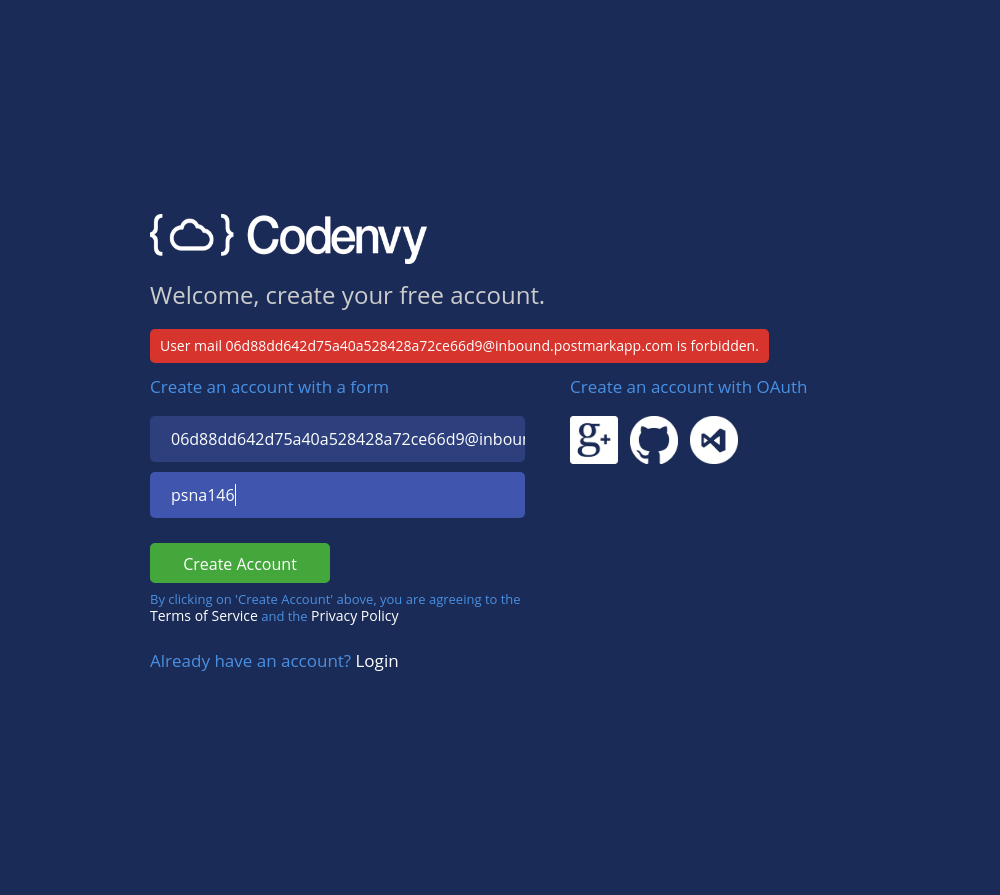 { } Codenvy
Welcome, create your free account.
User mail 06d88dd642d75a40a528428a72ce66d9@inbound.postmarkapp.com is forbidden.
Create an account with a form
Create an account with OAuth
06d88dd642d75a40a528428a72ce66d9@inbour
g+
psna146
Create Account
By clicking on 'Create Account' above, you are agreeing to the
Terms of Service and the Privacy Policy
Already have an account? Login